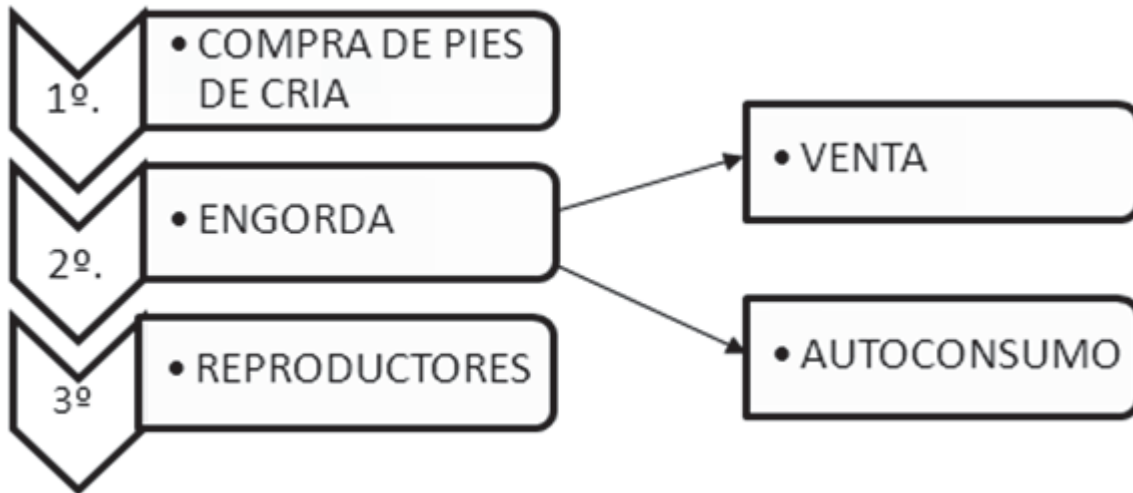 1º.
• COMPRA DE PIES
DE CRIA
2º.
• ENGORDA
3º
• REPRODUCTORES
• VENTA
• AUTOCONSUMO